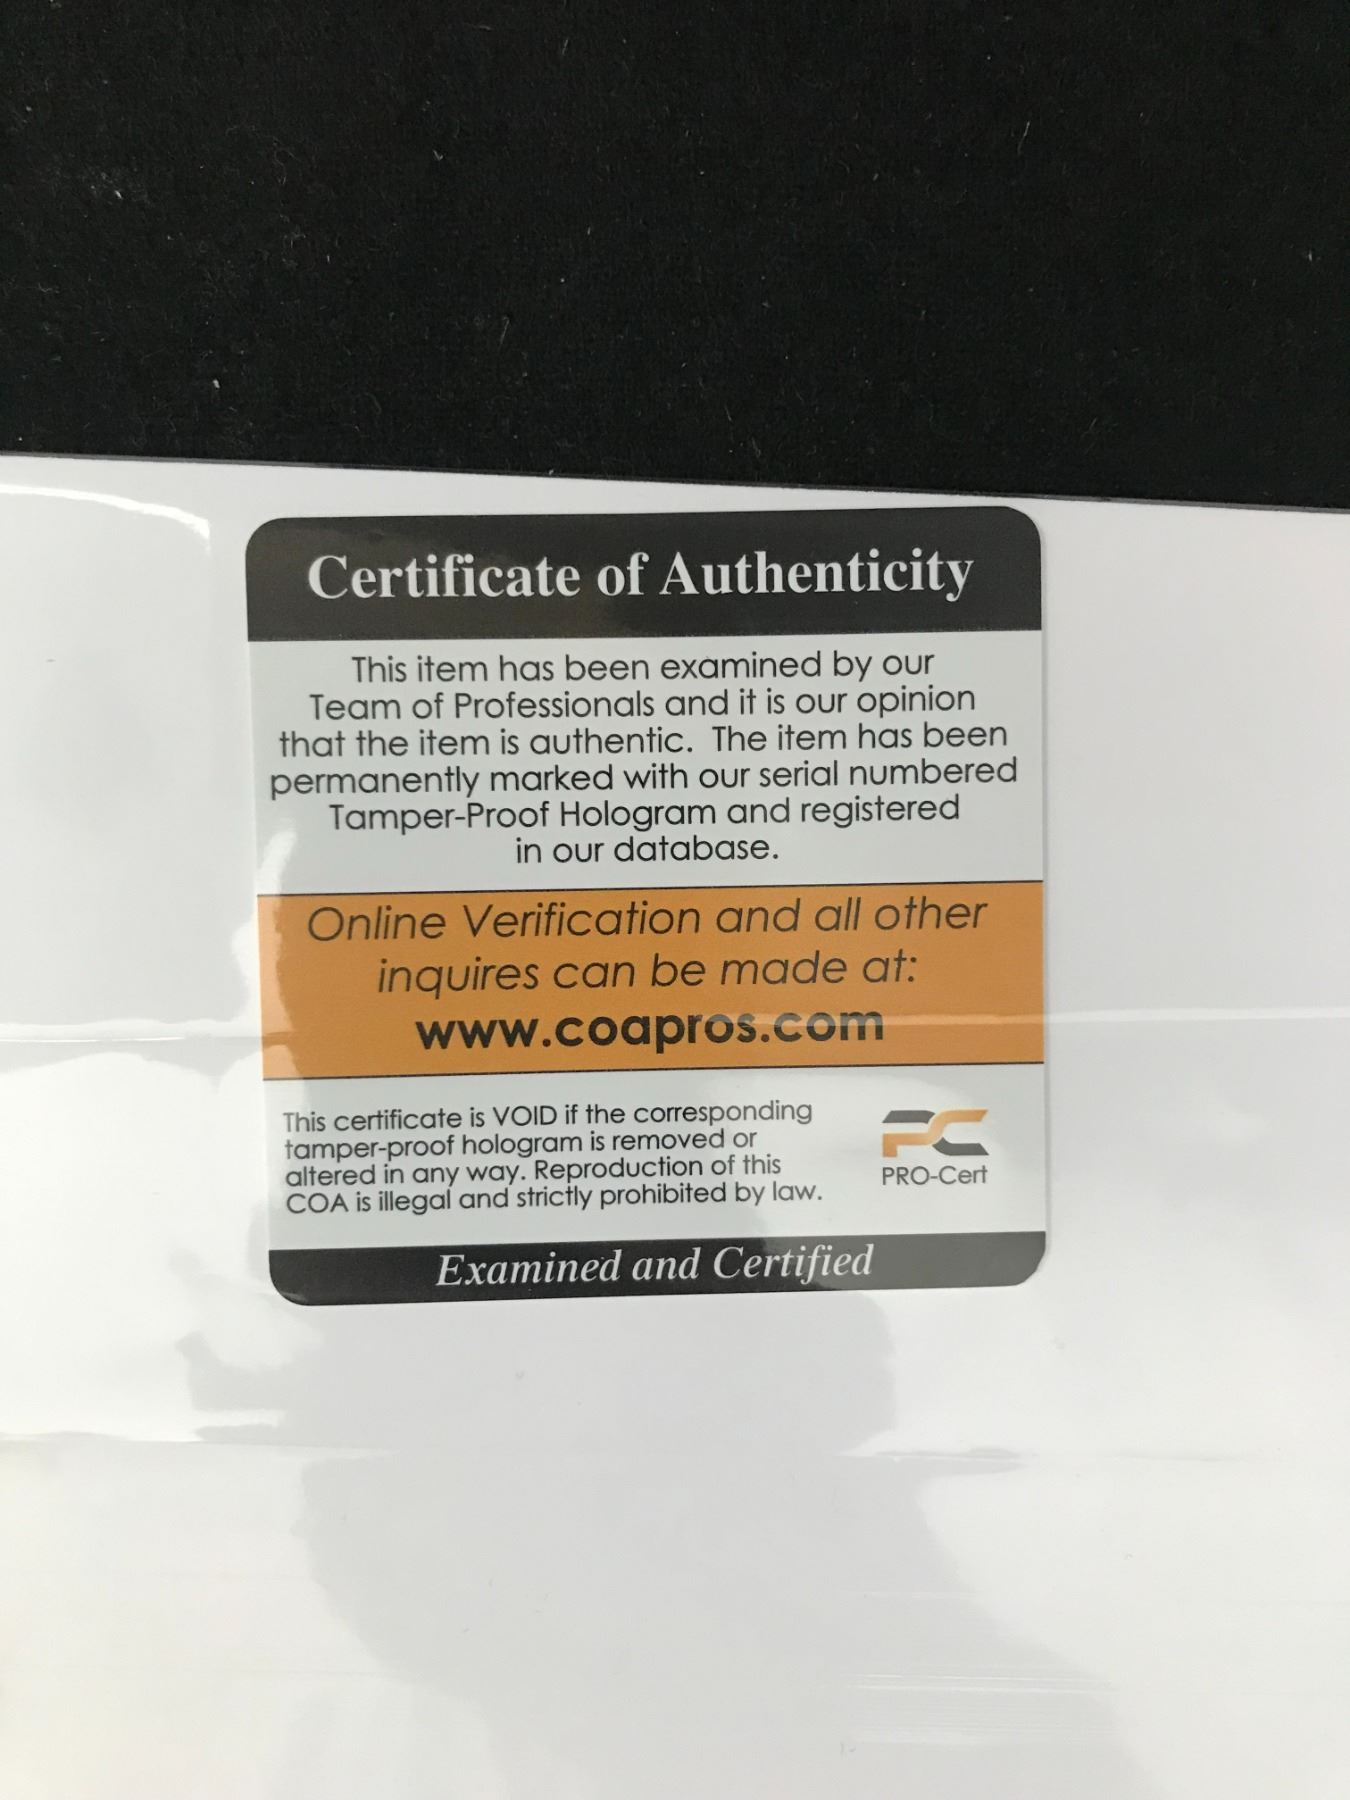 Certificate of Authenticity
This item has been examined by our
Team of Professionals and it is our opinion
that the item is authentic. The item has been
permanently marked with our serial numbered
Tamper-Proof Hologram and registered
in our database.
Online Verification and all other
inquires can be made at:
www.coapros.com
This certificate is VOID if the corresponding
tamper-proof hologram is removed or
altered in any way. Reproduction of this
COA is illegal and strictly prohibited by law.
PC
PRO-Cert
Examined and Certified